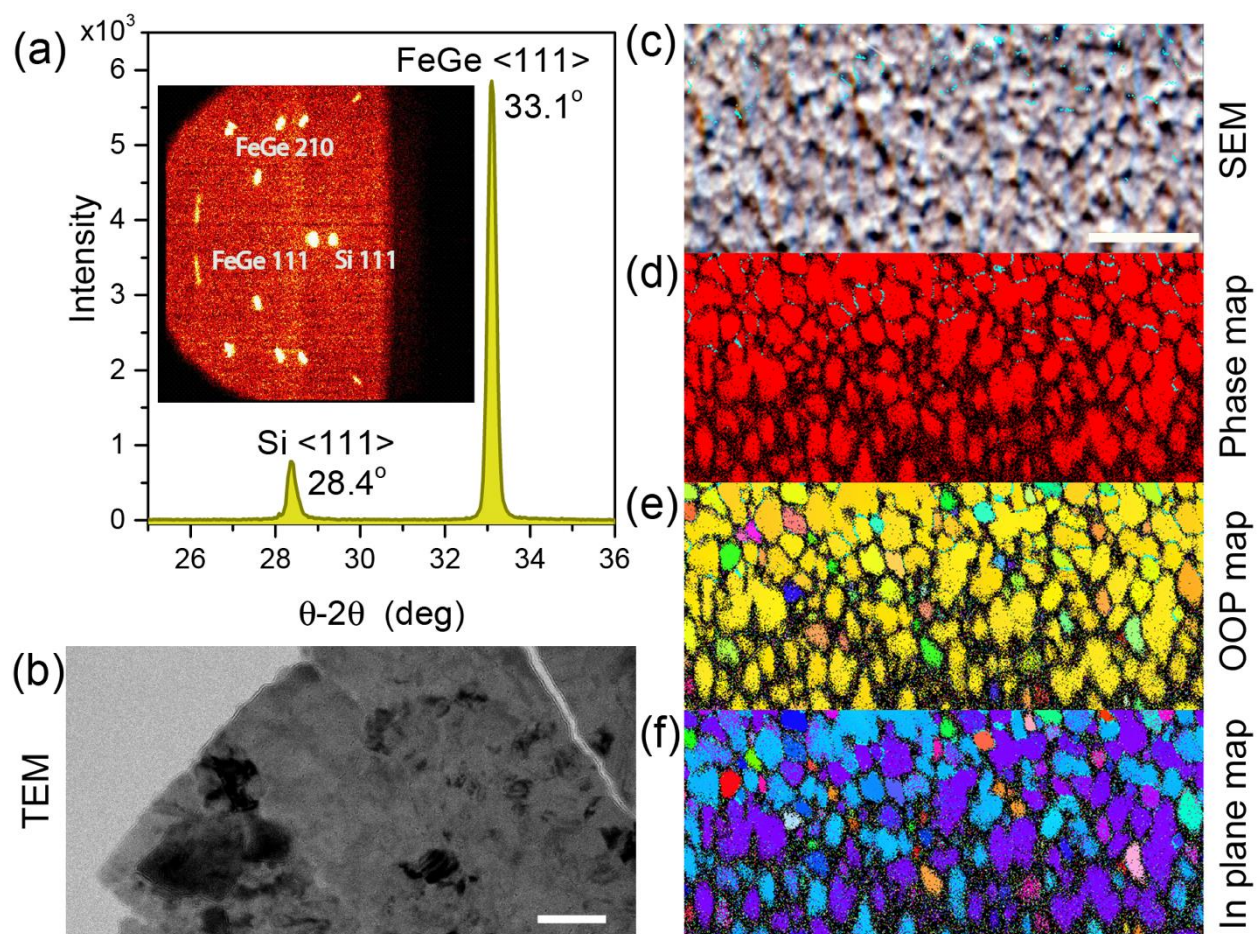 (a)
x10³
6
5
4
3
2
1
0
Intensity
FeGe <111>
33.1°
FeGe 210
FeGe 111
Si 111
Si <111>
28.4°
26
28
30
32
34
36
θ-2θ (deg)
(b)
TEM
(c)
SEM
(d)
Phase map
(e)
OOP map
(f)
In plane map